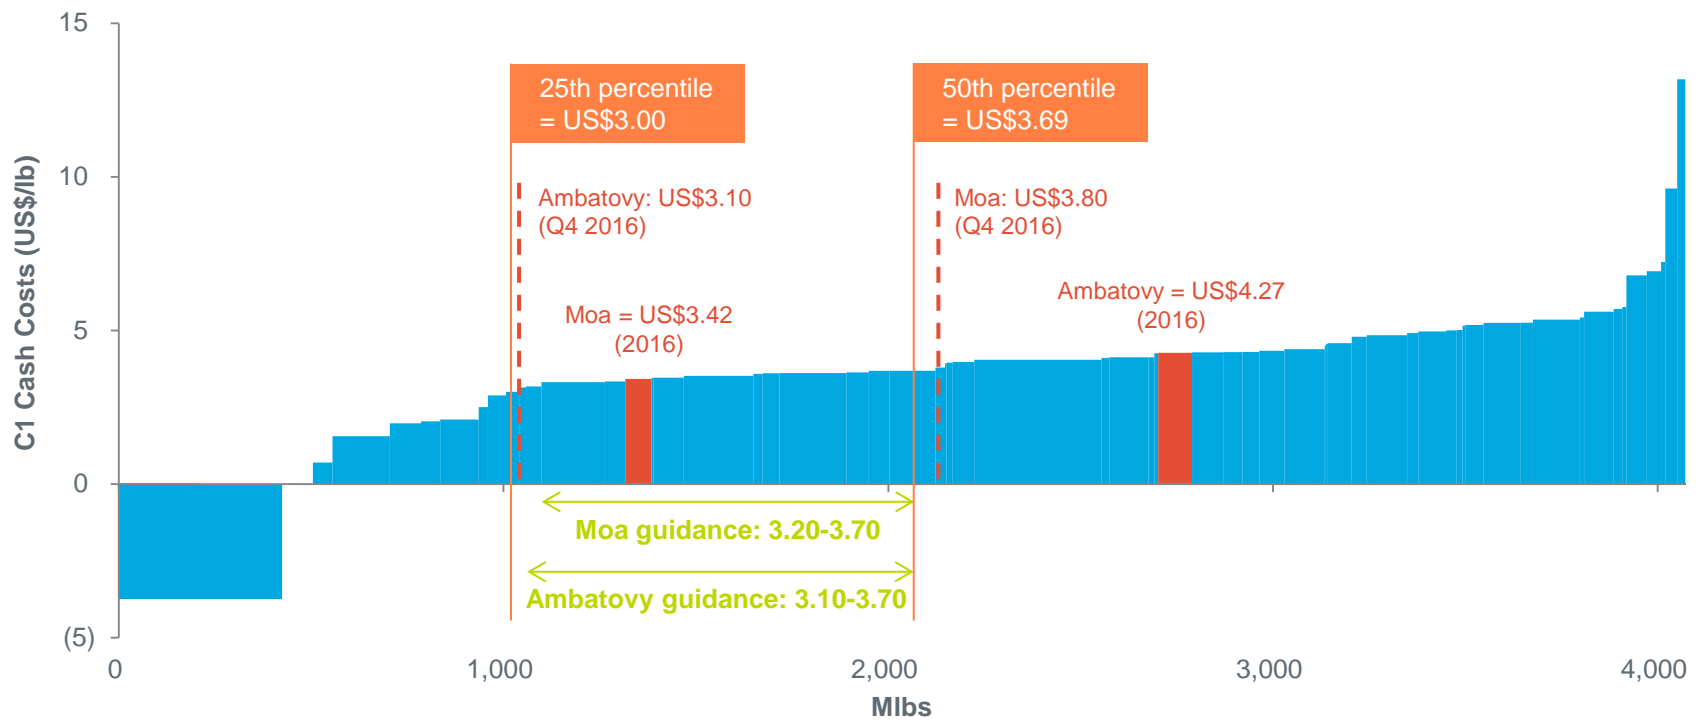 15
25th percentile
= US$3.00
50th percentile
= US$3.69
10
Ambatovy: US$3.10
(Q4 2016)
Moa: US$3.80
(Q4 2016)
C1 Cash Costs (US$/lb)
Moa = US$3.42
(2016)
Ambatovy = US$4.27
(2016)
5
0
Moa guidance: 3.20-3.70
Ambatovy guidance: 3.10-3.70
(5)
0
1,000
2,000
3,000
4,000
Mlbs